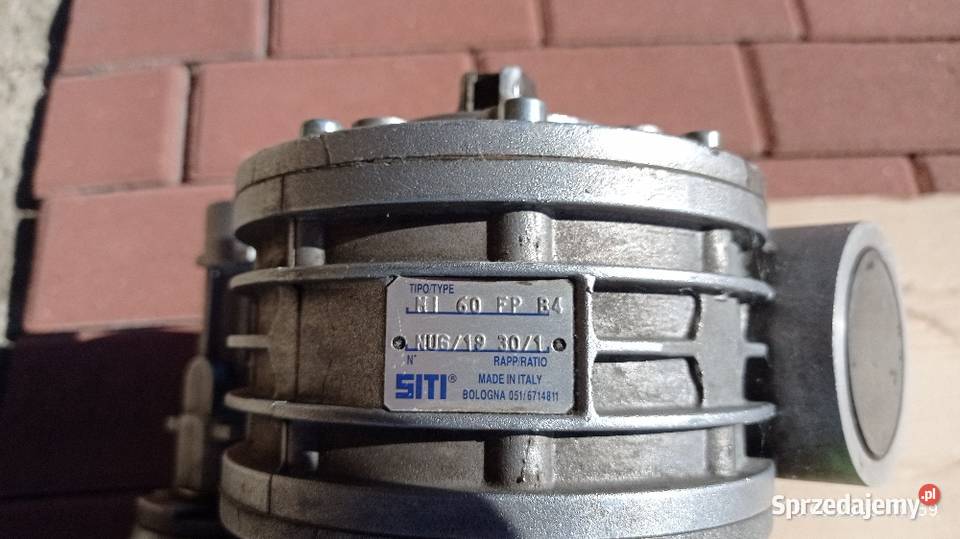 TIPO/TYPE
MI 60 FP B4
NU6/19 30/1
N° RAPP/RATIO
SITI® MADE IN ITALY
BOLOGNA 051/6714811
Sprzedajemy.pl